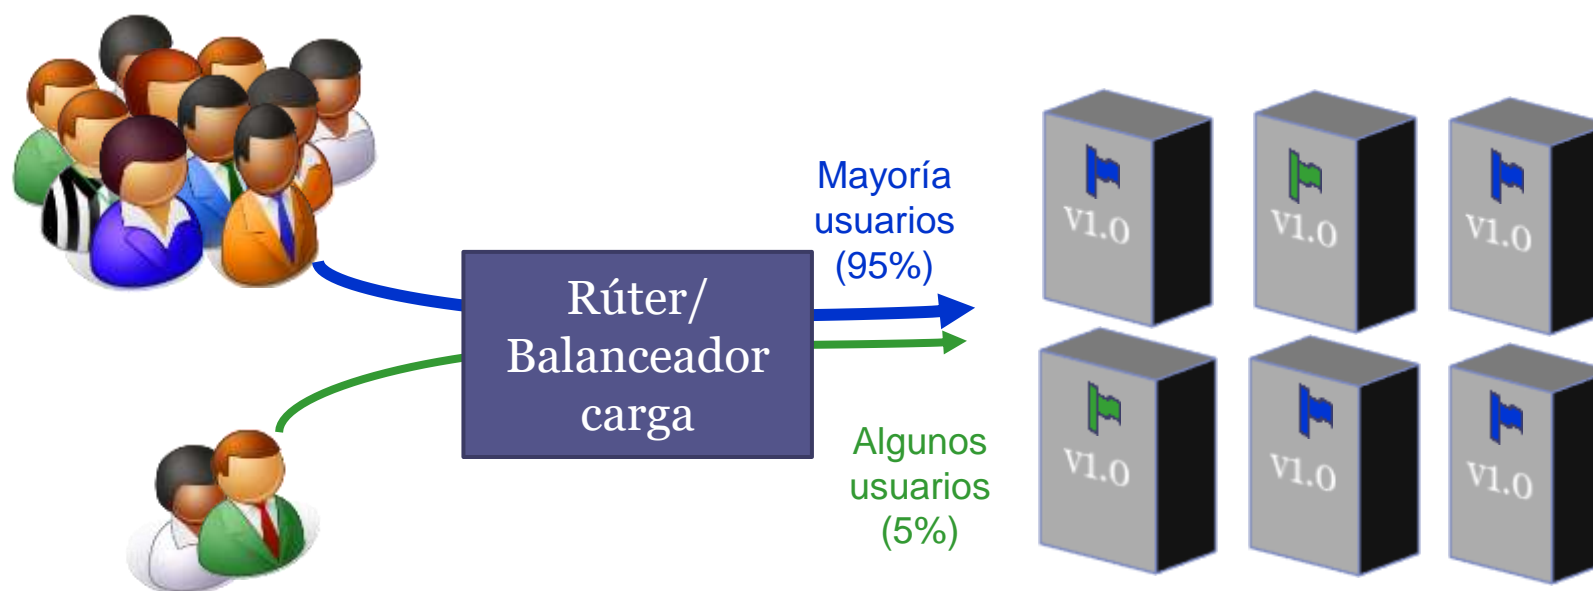 Mayoría
usuarios
(95%)
Rúter/
Balanceador
carga
Algunos
usuarios
(5%)
v1.0
v1.0
v1.0
v1.0
v1.0
v1.0